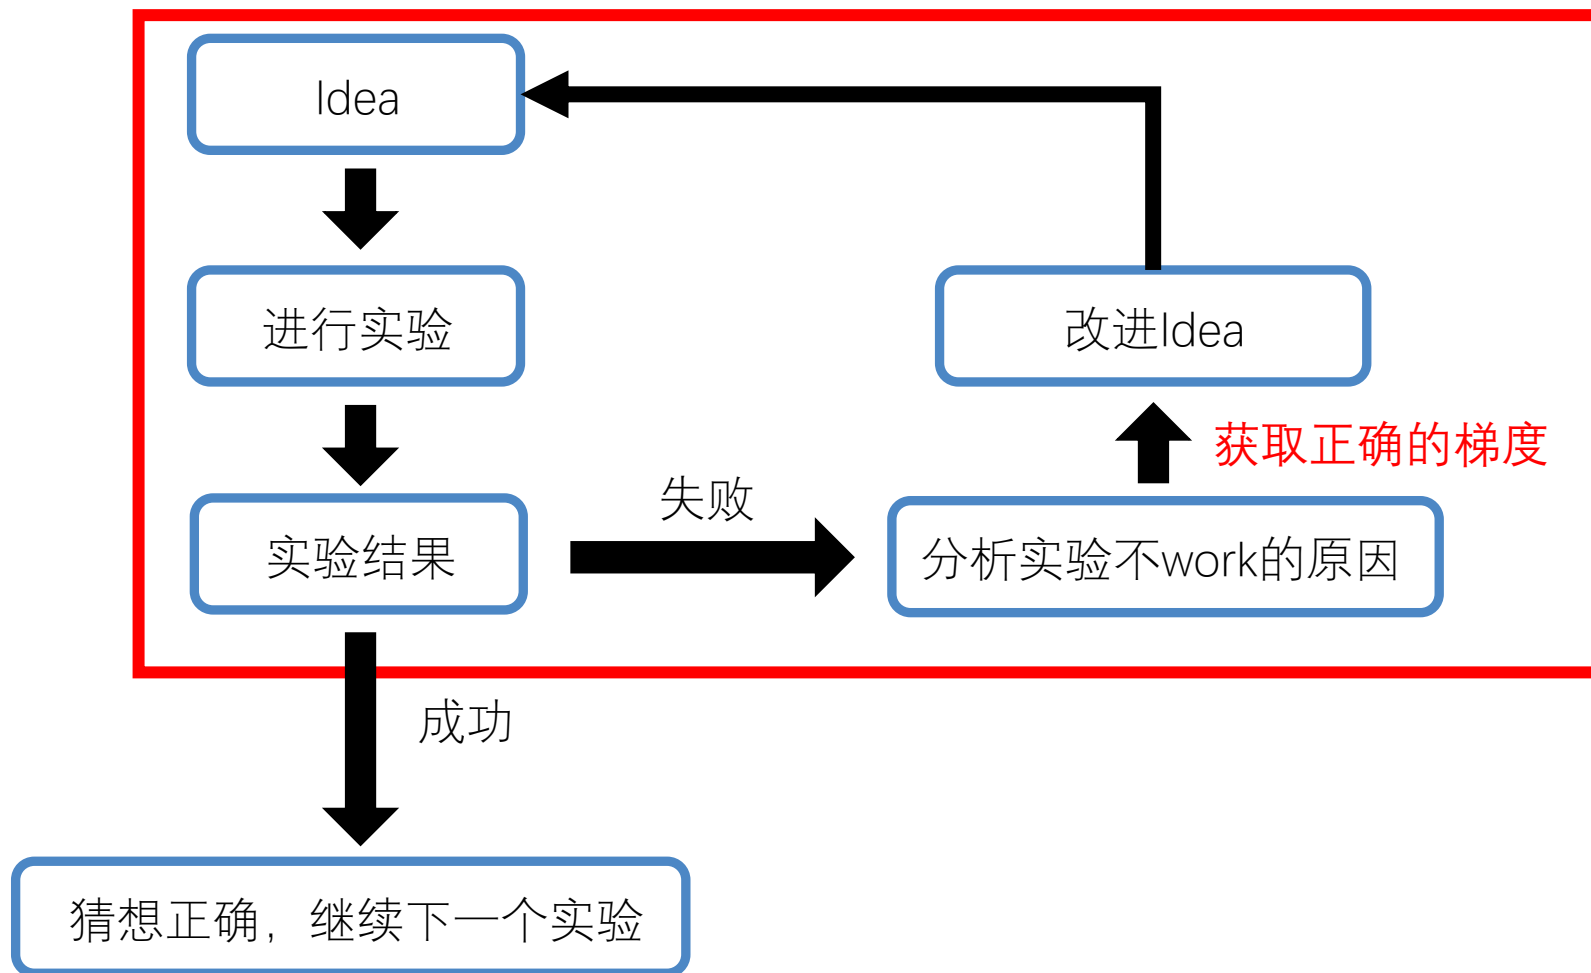 Idea
进行实验
改进Idea
获取正确的梯度
失败
实验结果
分析实验不work的原因
成功
猜想正确，继续下一个实验